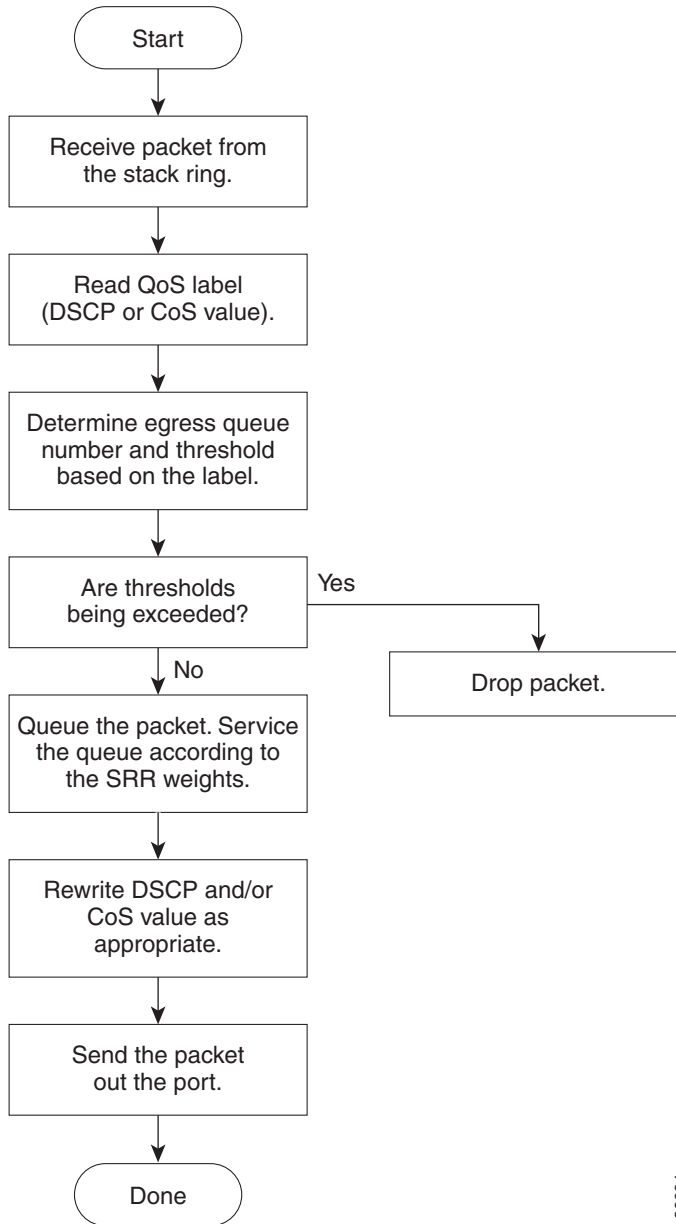 Start
Receive packet from
the stack ring.
Read QoS label
(DSCP or CoS value).
Determine egress queue
number and threshold
based on the label.
Are thresholds
being exceeded?
Yes
No
Drop packet.
Queue the packet. Service
the queue according to
the SRR weights.
Rewrite DSCP and/or
CoS value as
appropriate.
Send the packet
out the port.
Done